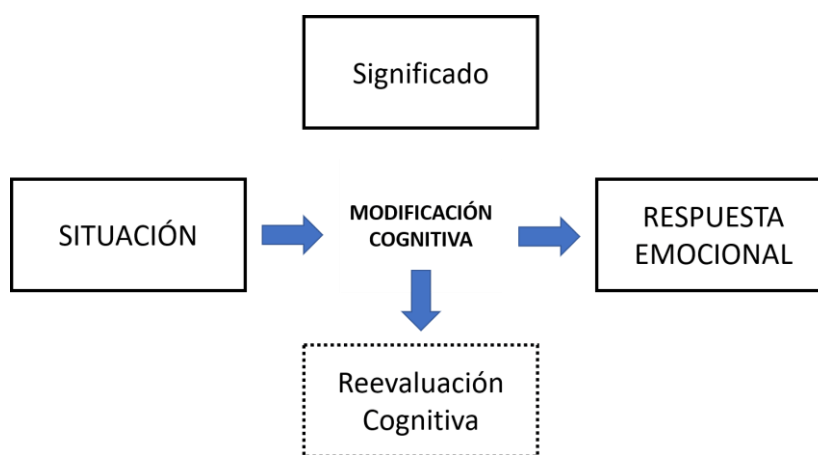 Significado
SITUACIÓN
MODIFICACIÓN
COGNITIVA
RESPUESTA
EMOCIONAL
Reevaluación
Cognitiva